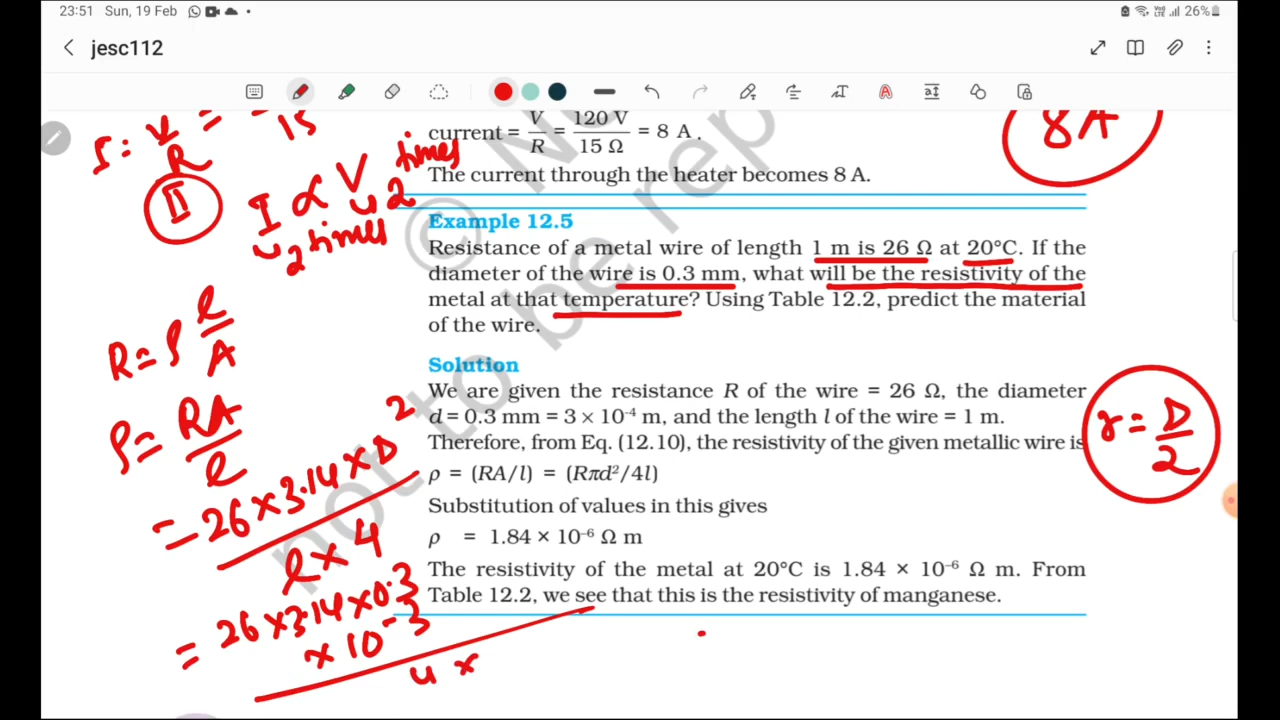 23:51 Sun, 19 Feb
26%
jesc112
current = V/R = 120 V/15 Ω = 8 A.
The current through the heater becomes 8 A.
8A
I = V/R = 15
II
I ∝ V
↳ 2 times
↳ 2 times
Example 12.5
Resistance of a metal wire of length 1 m is 26 Ω at 20°C. If the
diameter of the wire is 0.3 mm, what will be the resistivity of the
metal at that temperature? Using Table 12.2, predict the material
of the wire.
Solution
We are given the resistance R of the wire = 26 Ω, the diameter
d = 0.3 mm = 3 × 10⁻⁴ m, and the length l of the wire = 1 m.
Therefore, from Eq. (12.10), the resistivity of the given metallic wire is
ρ = (RA/l) = (Rπd²/4l)
Substitution of values in this gives
ρ = 1.84 × 10⁻⁶ Ω m
The resistivity of the metal at 20°C is 1.84 × 10⁻⁶ Ω m. From
Table 12.2, we see that this is the resistivity of manganese.
R = ρ l/A
ρ = RA/l
= 26 × 3.14 × D² / l × 4
= 26 × 3.14 × 0.3 × 10⁻³ / 4 ×
r = D/2
not to be rep
© N